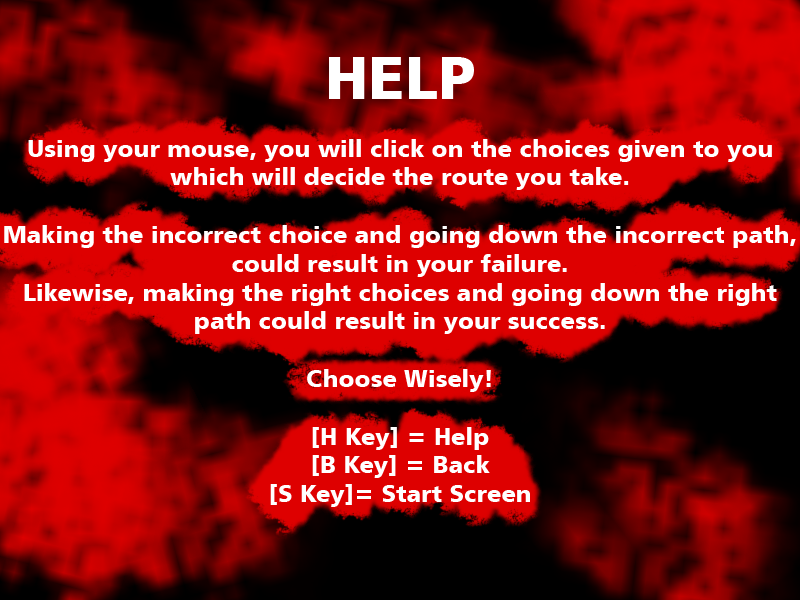 HELP
Using your mouse, you will click on the choices given to you
which will decide the route you take.
Making the incorrect choice and going down the incorrect path,
could result in your failure.
Likewise, making the right choices and going down the right
path could result in your success.
Choose Wisely!
[H Key] = Help
[B Key] = Back
[S Key]= Start Screen